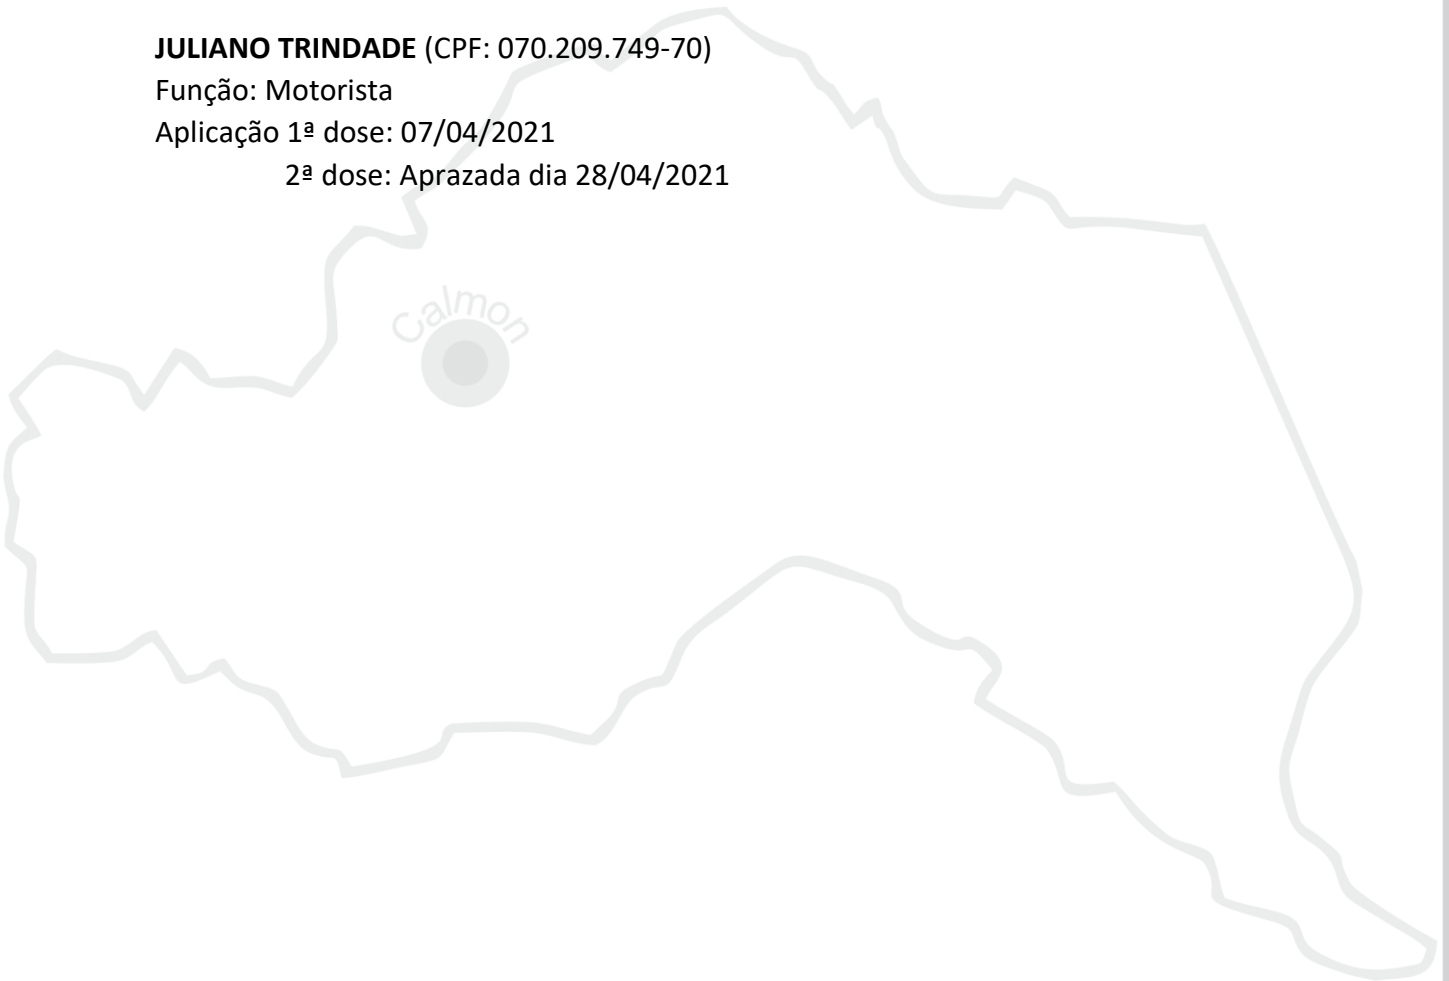 JULIANO TRINDADE (CPF: 070.209.749-70)
Função: Motorista
Aplicação 1ª dose: 07/04/2021
2ª dose: Aprazada dia 28/04/2021
Calmon